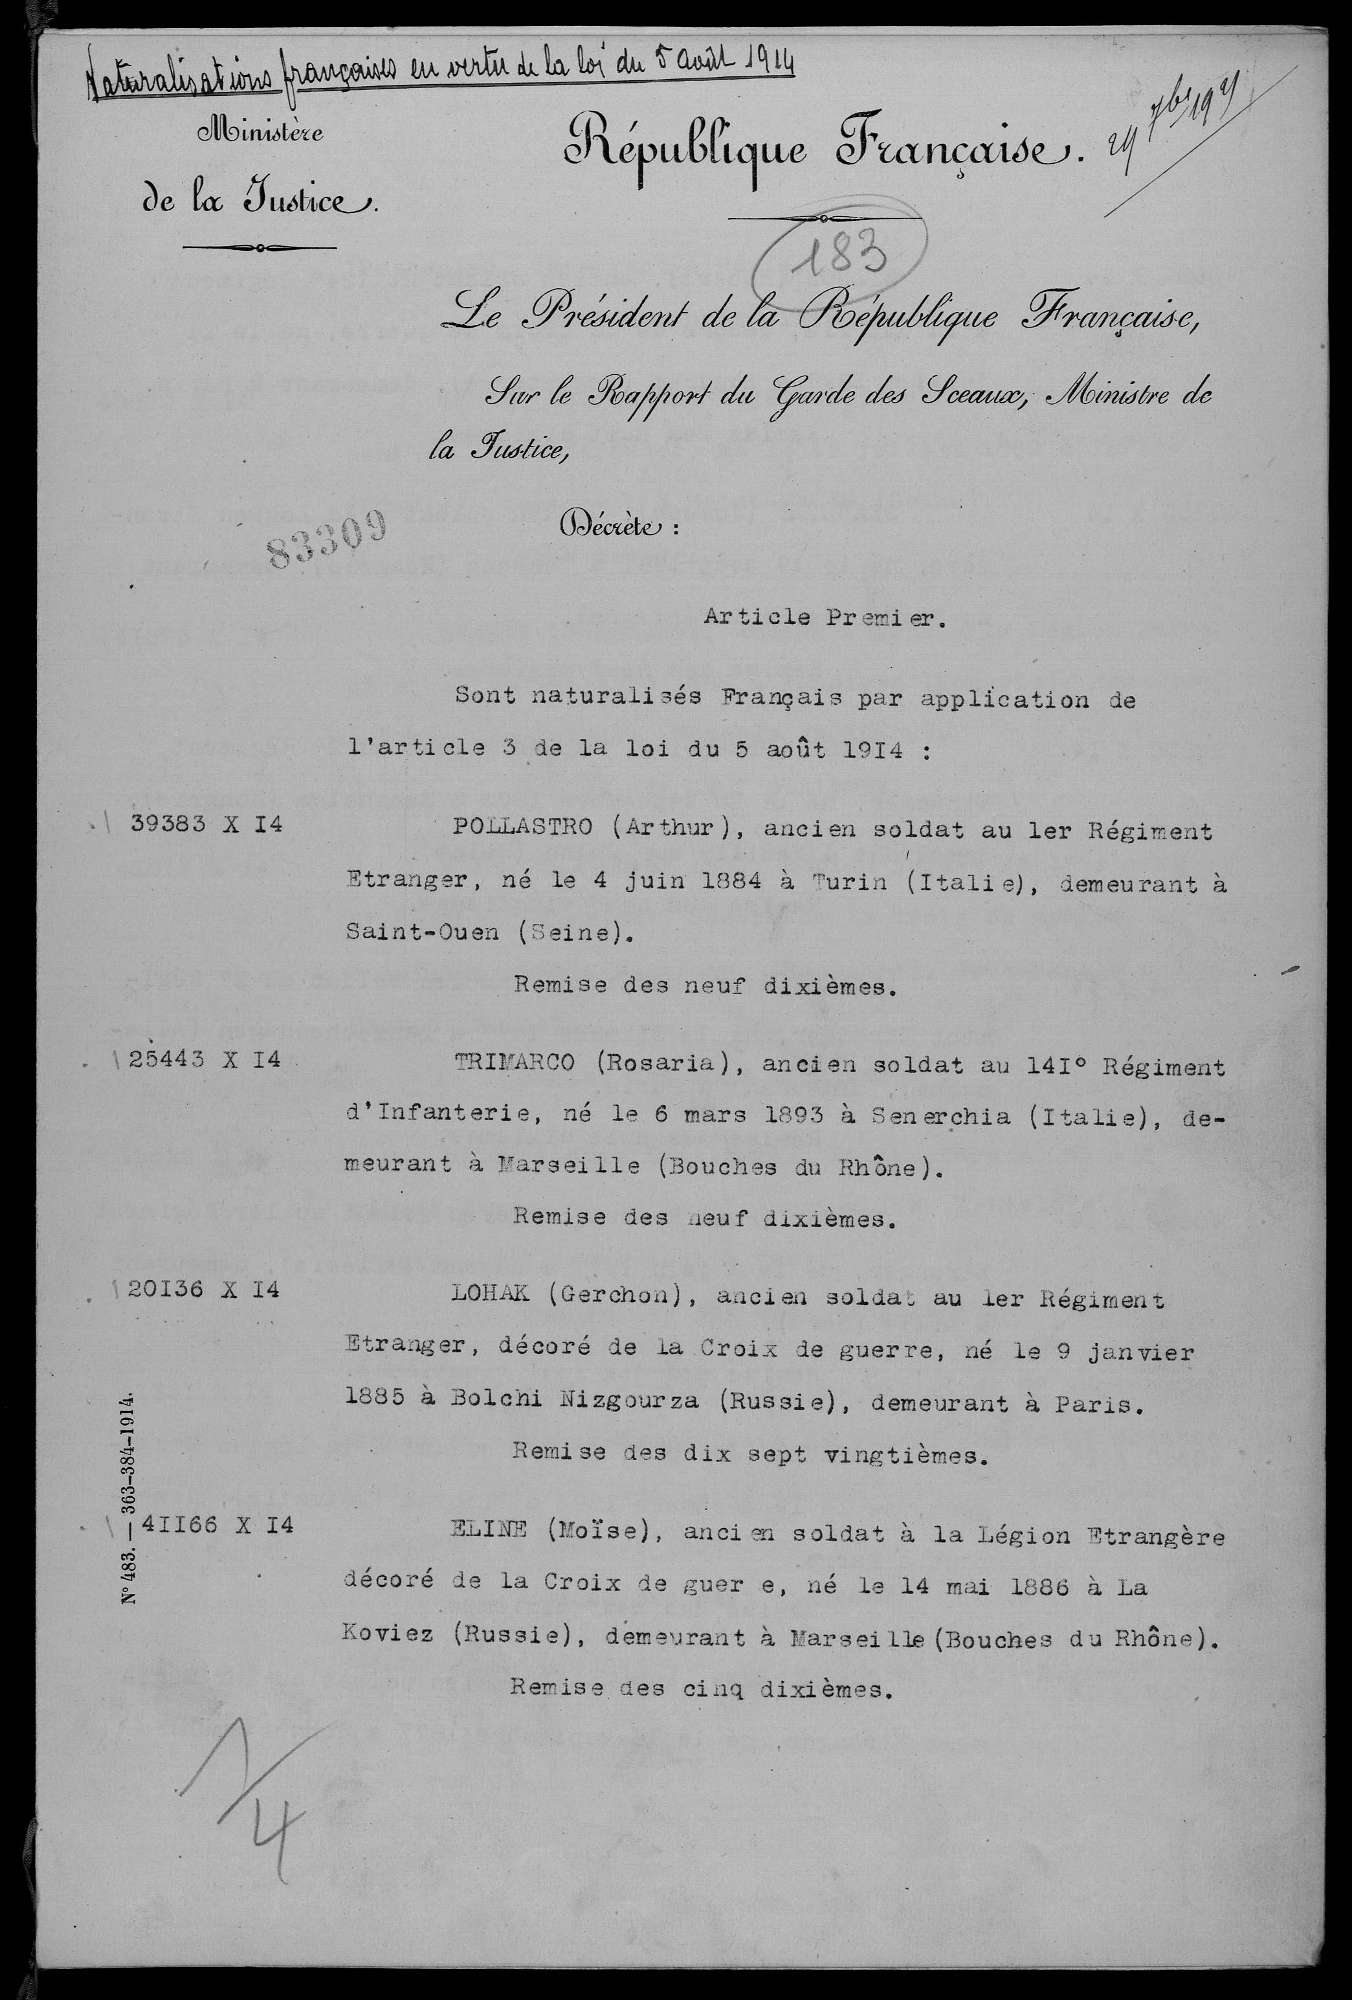 Naturalisations françaises en vertu de la loi du 5 août 1914
Ministère
de la Justice.
République Française.
183
Le Président de la République Française,
Sur le Rapport du Garde des Sceaux, Ministre de
la Justice,
83309
Décrète :
Article Premier.
Sont naturalisés Français par application de
l'article 3 de la loi du 5 août 19I4 :
39383 X I4
POLLASTRO (Arthur), ancien soldat au 1er Régiment
Etranger, né le 4 juin 1884 à Turin (Italie), demeurant à
Saint-Ouen (Seine).
Remise des neuf dixièmes.
25443 X I4
TRIMARCO (Rosaria), ancien soldat au 14I° Régiment
d'Infanterie, né le 6 mars 1893 à Senerchia (Italie), de-
meurant à Marseille (Bouches du Rhône).
Remise des neuf dixièmes.
20I36 X I4
LOHAK (Gerchon), ancien soldat au 1er Régiment
Etranger, décoré de la Croix de guerre, né le 9 janvier
1885 à Bolchi Nizgourza (Russie), demeurant à Paris.
Remise des dix sept vingtièmes.
4II66 X I4
ELINE (Moïse), ancien soldat à la Légion Etrangère
décoré de la Croix de guer e, né le 14 mai 1886 à La
Koviez (Russie), demeurant à Marseille (Bouches du Rhône).
Remise des cinq dixièmes.
N° 483. — 363-384-1914.
1/4